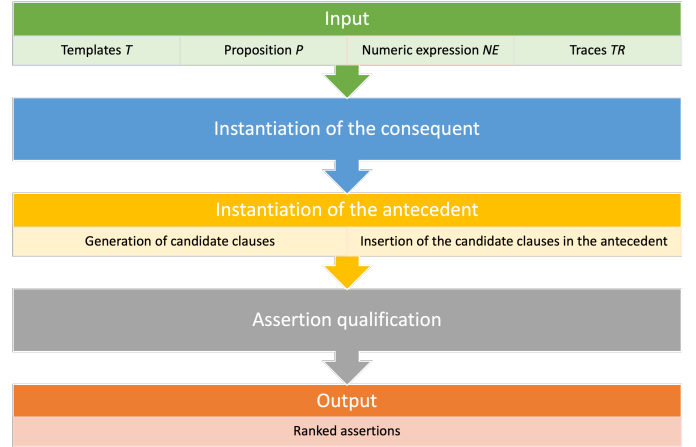 Input
Templates T Proposition P Numeric expression NE Traces TR
Instantiation of the consequent
Instantiation of the antecedent
Generation of candidate clauses Insertion of the candidate clauses in the antecedent
Assertion qualification
Output
Ranked assertions